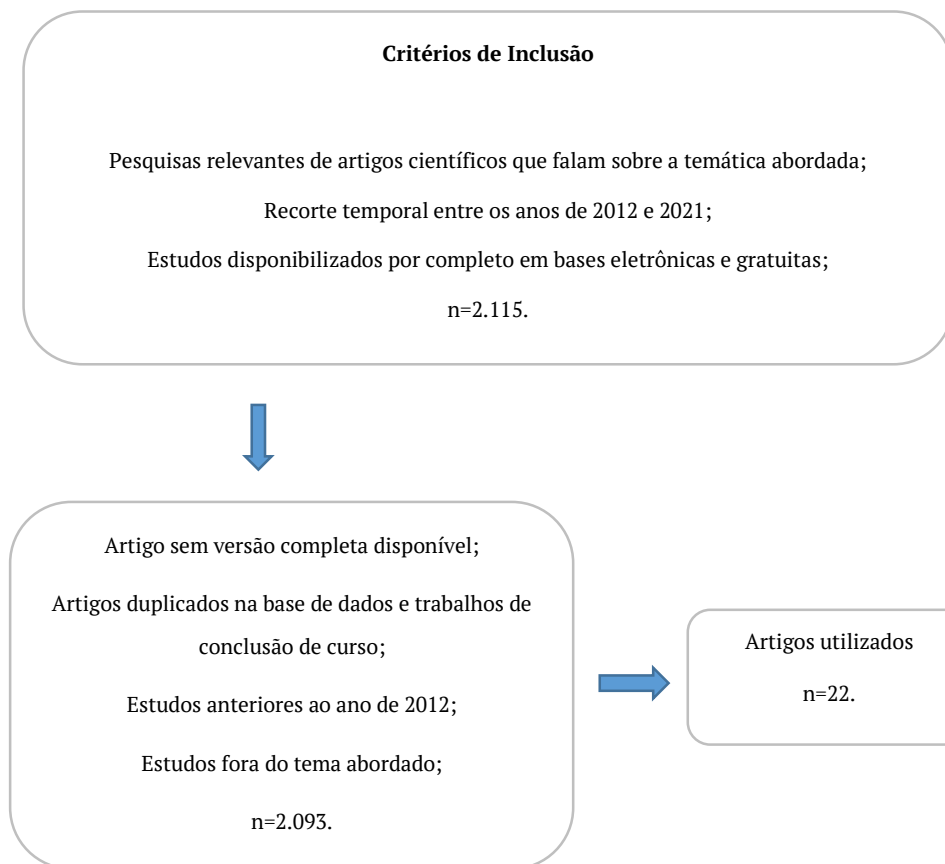 Critérios de Inclusão
Pesquisas relevantes de artigos científicos que falam sobre a temática abordada;
Recorte temporal entre os anos de 2012 e 2021;
Estudos disponibilizados por completo em bases eletrônicas e gratuitas;
n=2.115.
Artigo sem versão completa disponível;
Artigos duplicados na base de dados e trabalhos de
conclusão de curso;
Estudos anteriores ao ano de 2012;
Estudos fora do tema abordado;
n=2.093.
Artigos utilizados
n=22.